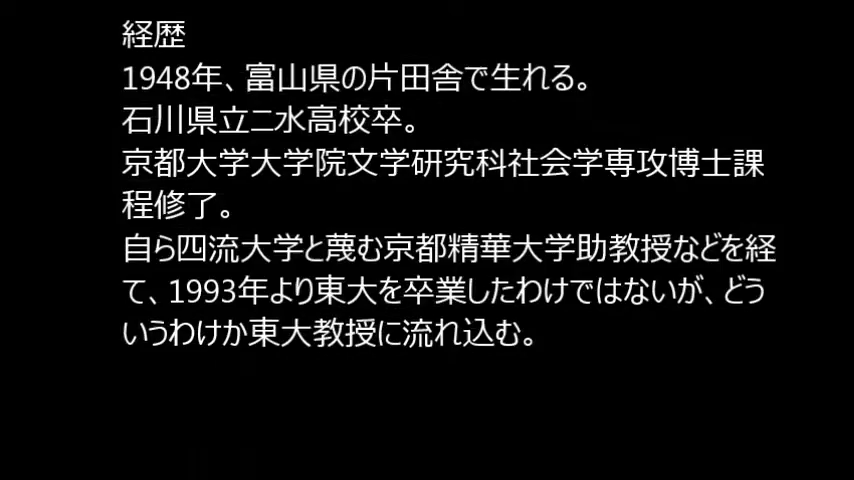 経歴
1948年、富山県の片田舎で生れる。
石川県立二水高校卒。
京都大学大学院文学研究科社会学専攻博士課
程修了。
自ら四流大学と蔑む京都精華大学助教授などを経
て、1993年より東大を卒業したわけではないが、どう
いうわけか東大教授に流れ込む。